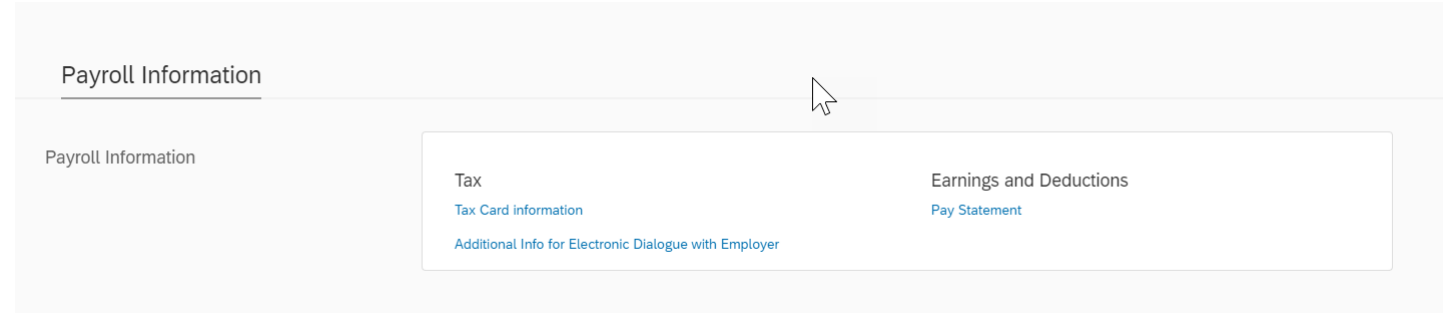 Payroll Information
Payroll Information
Tax
Tax Card information
Additional Info for Electronic Dialogue with Employer
Earnings and Deductions
Pay Statement